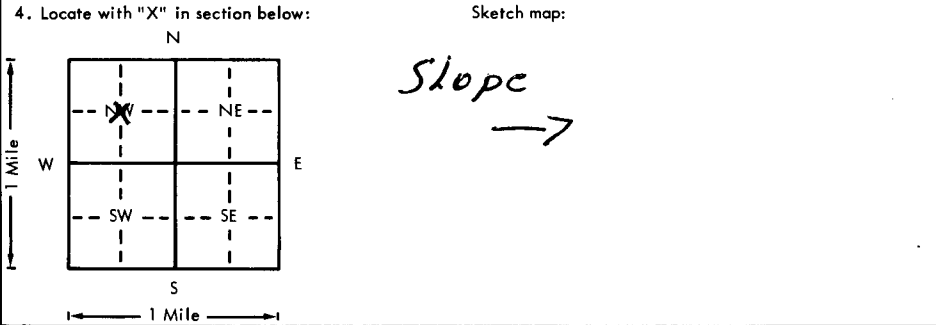 4. Locate with "X" in section below:
Sketch map:
N
Slope
NW
NE
W
E
1 Mile
SW
SE
S
1 Mile